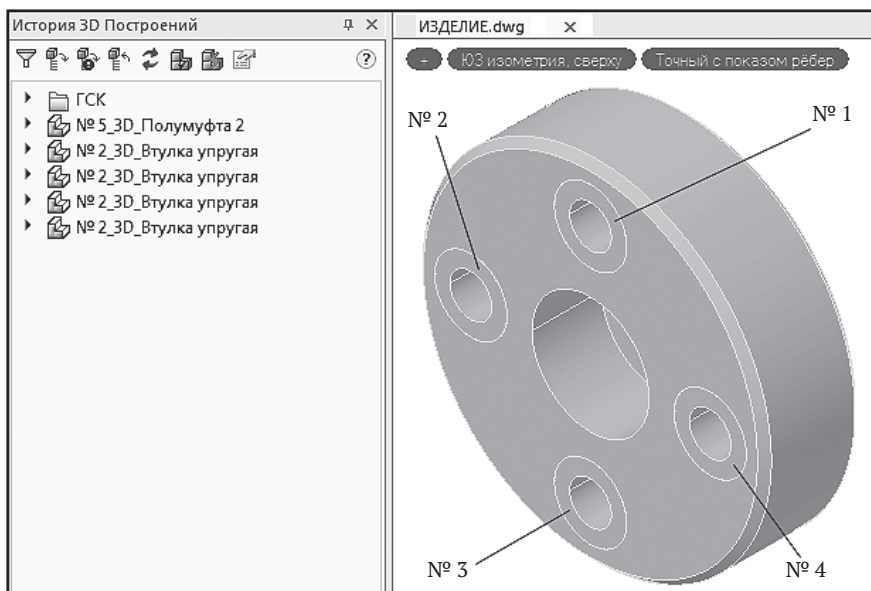 История 3D Построений
ГСК
№ 5_3D_Полумуфта 2
№ 2_3D_Втулка упругая
№ 2_3D_Втулка упругая
№ 2_3D_Втулка упругая
№ 2_3D_Втулка упругая
ИЗДЕЛИЕ.dwg
+ ЮЗ изометрия, сверху Точный с показом рёбер
№ 1
№ 2
№ 3
№ 4